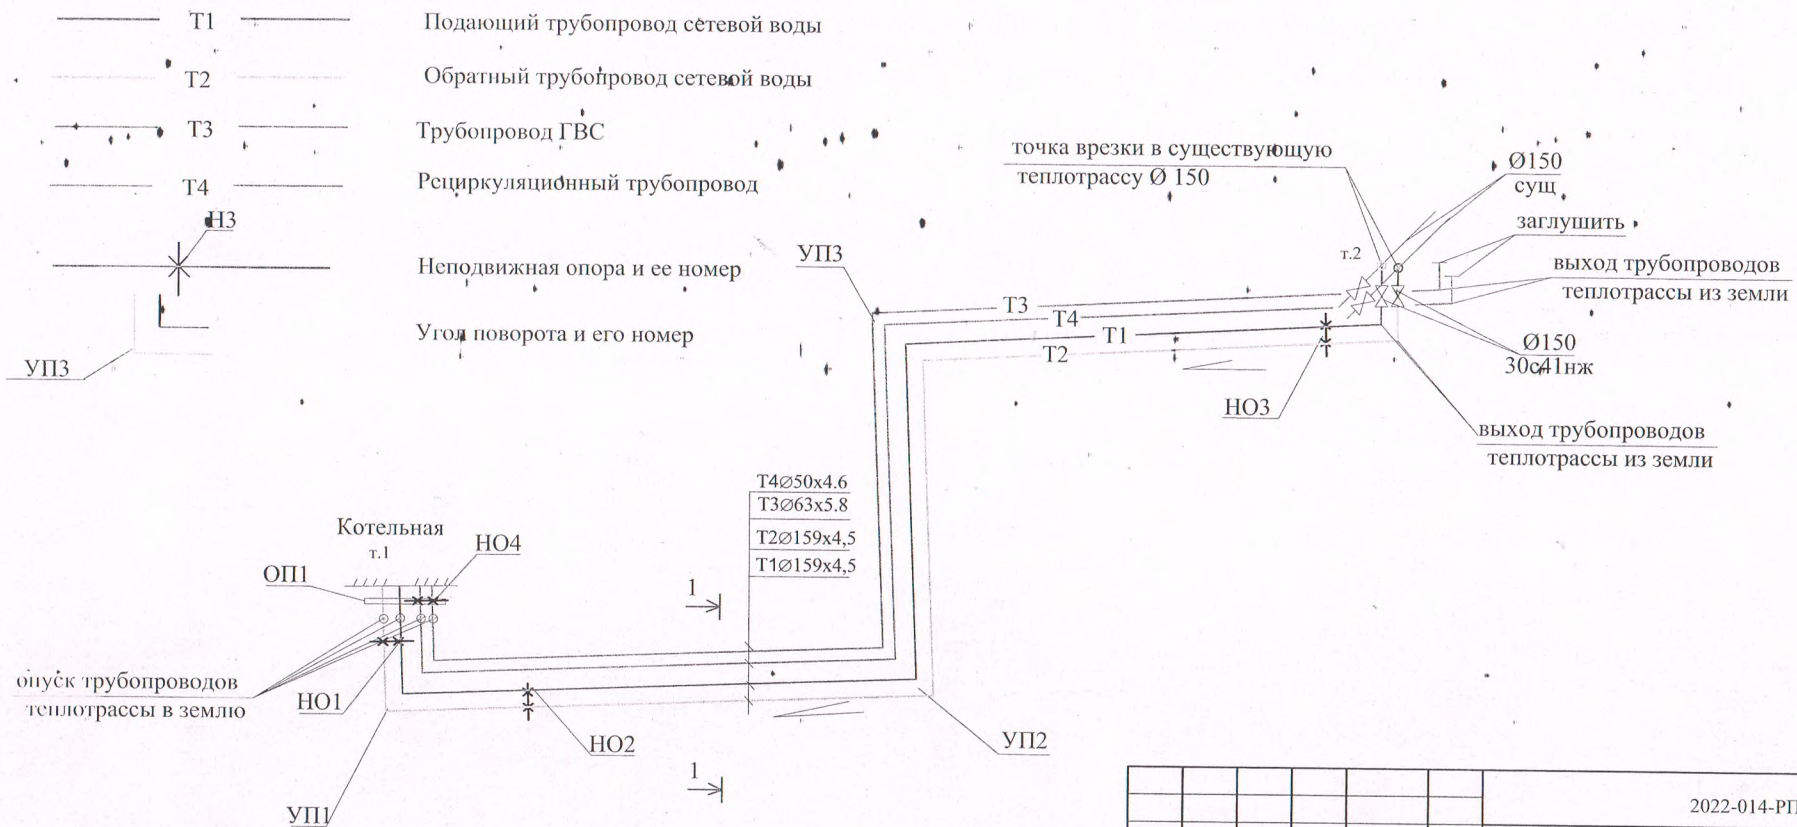 Т1 Подающий трубопровод сетевой воды
Т2 Обратный трубопровод сетевой воды
Т3 Трубопровод ГВС
Т4 Рециркуляционный трубопровод
Н3
Неподвижная опора и ее номер
Угол поворота и его номер
УП3
точка врезки в существующую
теплотрассу Ø 150
Ø150
сущ
заглушить
т.2
выход трубопроводов
теплотрассы из земли
УП3
Т3
Т4
Т1
Т2
Ø150
30с41нж
НО3
выход трубопроводов
теплотрассы из земли
Т4Ø50х4.6
Т3Ø63х5.8
Т2Ø159х4,5
Т1Ø159х4,5
Котельная
т.1
НО4
ОП1
1
опуск трубопроводов
теплотрассы в землю
НО1
НО2
УП2
1
УП1
2022-014-РП